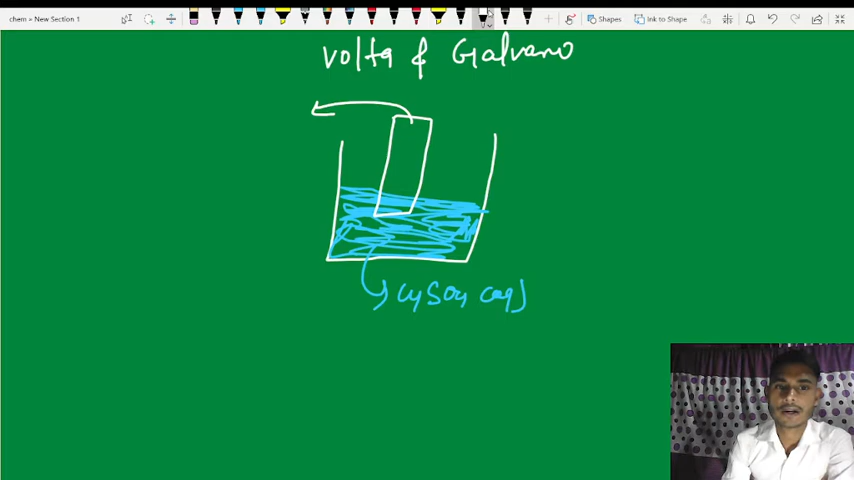 chem » New Section 1
Shapes
Ink to Shape
Volta & Galvano
CuSO4 (aq)